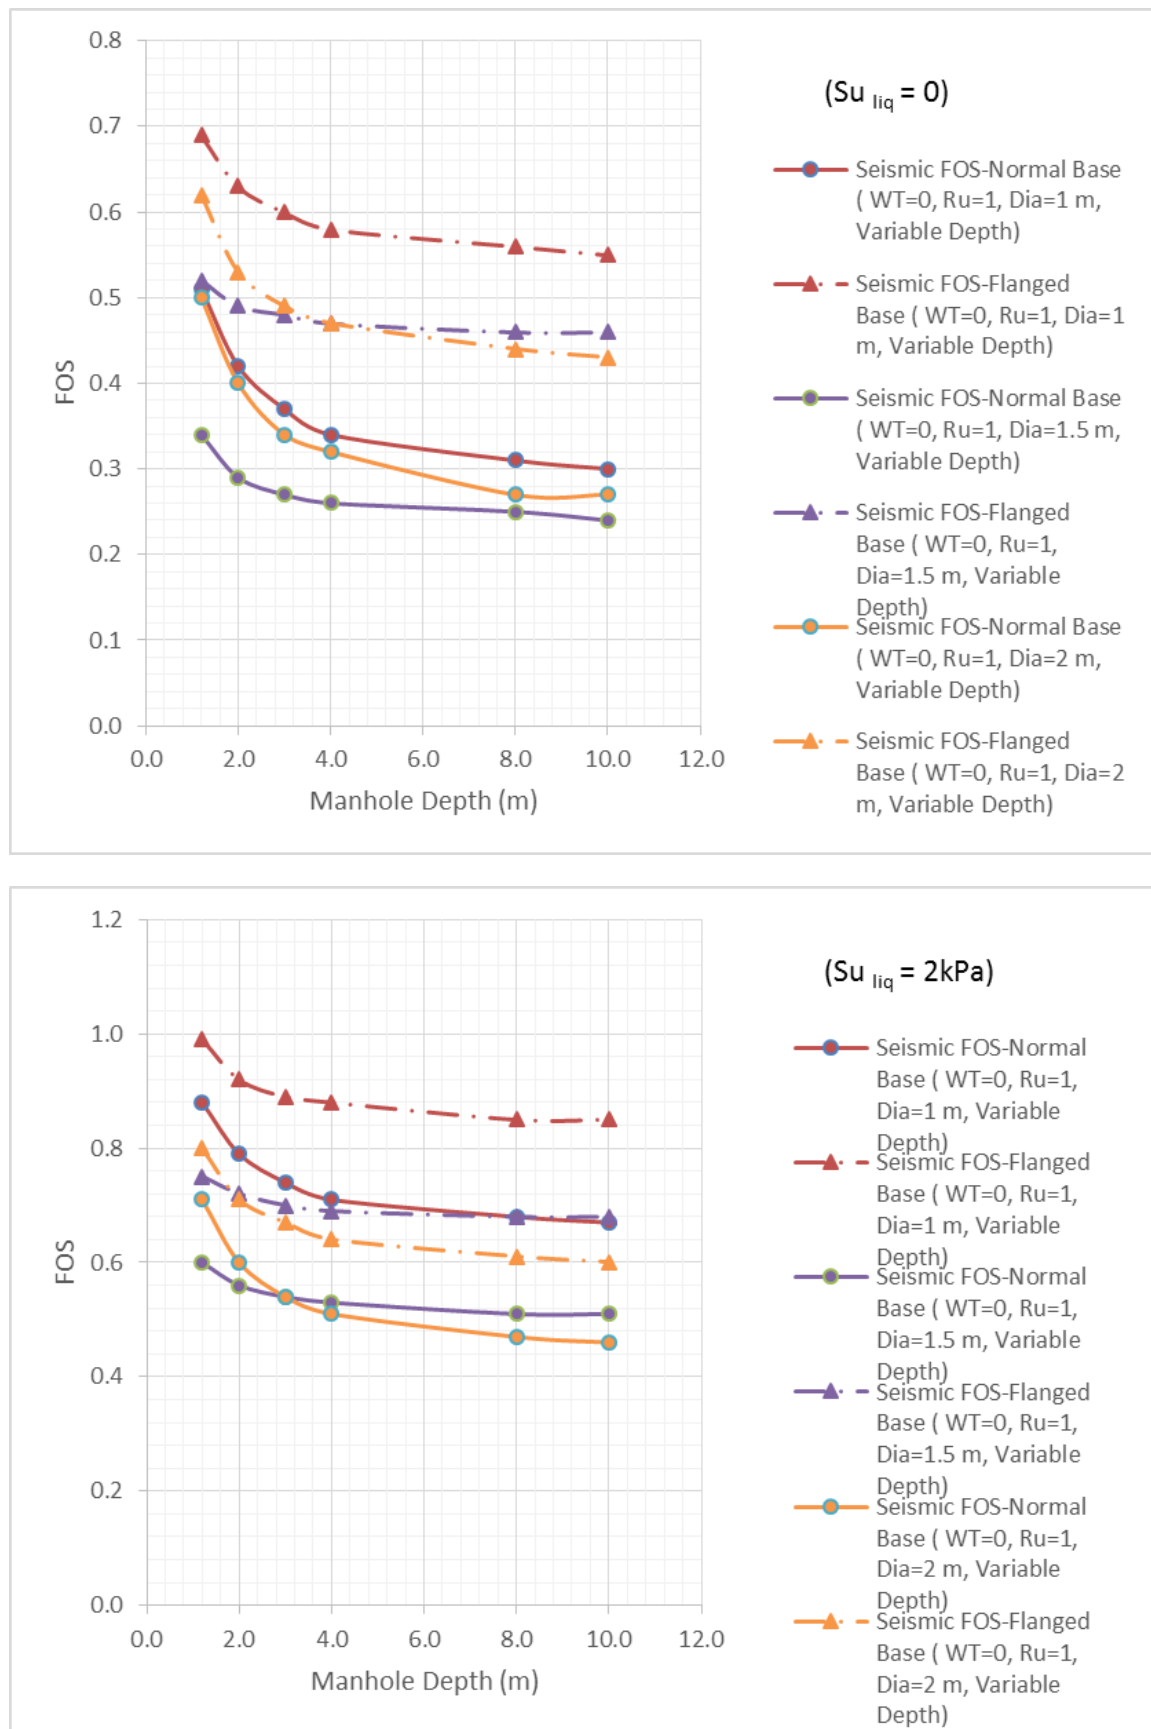 0.8
0.7
0.6
0.5
0.4
0.3
0.2
0.1
0.0
FOS
0.0 2.0 4.0 6.0 8.0 10.0 12.0
Manhole Depth (m)
(Su liq = 0)
Seismic FOS-Normal Base
( WT=0, Ru=1, Dia=1 m,
Variable Depth)
Seismic FOS-Flanged
Base ( WT=0, Ru=1, Dia=1
m, Variable Depth)
Seismic FOS-Normal Base
( WT=0, Ru=1, Dia=1.5 m,
Variable Depth)
Seismic FOS-Flanged
Base ( WT=0, Ru=1,
Dia=1.5 m, Variable
Depth)
Seismic FOS-Normal Base
( WT=0, Ru=1, Dia=2 m,
Variable Depth)
Seismic FOS-Flanged
Base ( WT=0, Ru=1, Dia=2
m, Variable Depth)
1.2
1.0
0.8
0.6
0.4
0.2
0.0
FOS
0.0 2.0 4.0 6.0 8.0 10.0 12.0
Manhole Depth (m)
(Su liq = 2kPa)
Seismic FOS-Normal
Base ( WT=0, Ru=1,
Dia=1 m, Variable
Depth)
Seismic FOS-Flanged
Base ( WT=0, Ru=1,
Dia=1 m, Variable
Depth)
Seismic FOS-Normal
Base ( WT=0, Ru=1,
Dia=1.5 m, Variable
Depth)
Seismic FOS-Flanged
Base ( WT=0, Ru=1,
Dia=1.5 m, Variable
Depth)
Seismic FOS-Normal
Base ( WT=0, Ru=1,
Dia=2 m, Variable
Depth)
Seismic FOS-Flanged
Base ( WT=0, Ru=1,
Dia=2 m, Variable
Depth)